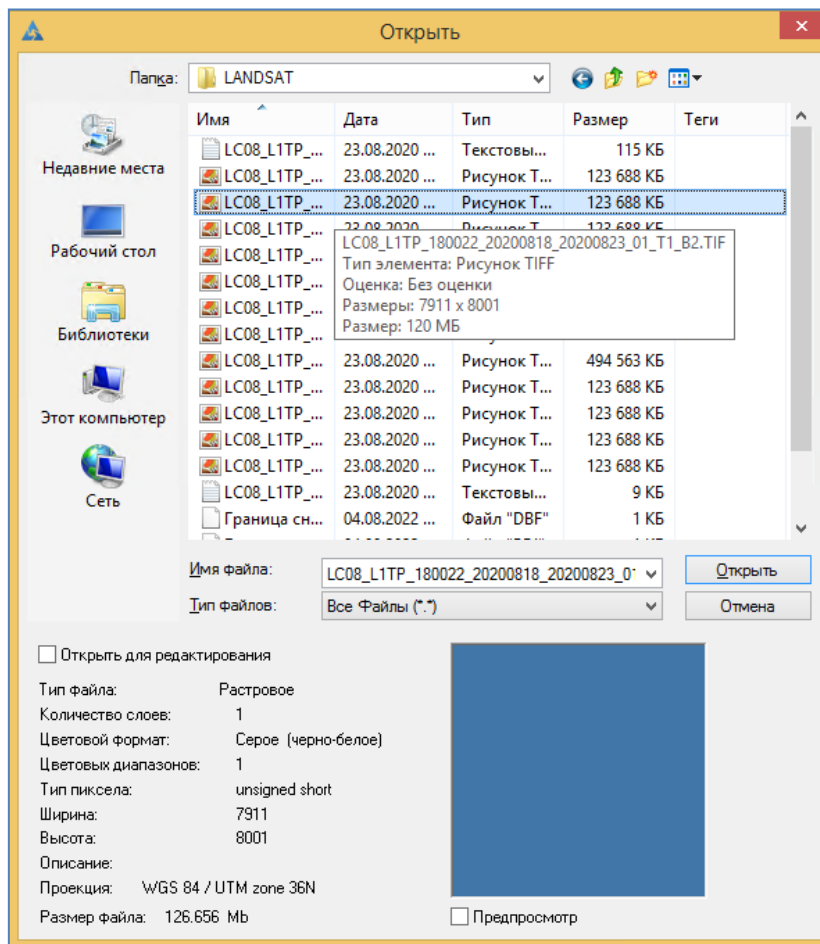 Открыть
Папка: LANDSAT
Недавние места
Рабочий стол
Библиотеки
Этот компьютер
Сеть
Имя Дата Тип Размер Теги
LC08_L1TP_... 23.08.2020 ... Текстовы... 115 КБ
LC08_L1TP_... 23.08.2020 ... Рисунок Т... 123 688 КБ
LC08_L1TP_... 23.08.2020 ... Рисунок Т... 123 688 КБ
LC08_L1TP_... 23.08.2020 Рисунок Т 123 688 КБ
LC08_L1TP_...
LC08_L1TP_...
LC08_L1TP_...
LC08_L1TP_...
LC08_L1TP_180022_20200818_20200823_01_T1_B2.TIF
Тип элемента: Рисунок TIFF
Оценка: Без оценки
Размеры: 7911 x 8001
Размер: 120 МБ
LC08_L1TP_... 23.08.2020 ... Рисунок Т... 494 563 КБ
LC08_L1TP_... 23.08.2020 ... Рисунок Т... 123 688 КБ
LC08_L1TP_... 23.08.2020 ... Рисунок Т... 123 688 КБ
LC08_L1TP_... 23.08.2020 ... Рисунок Т... 123 688 КБ
LC08_L1TP_... 23.08.2020 ... Рисунок Т... 123 688 КБ
LC08_L1TP_... 23.08.2020 ... Текстовы... 9 КБ
Граница сн... 04.08.2022 ... Файл "DBF" 1 КБ
Имя файла: LC08_L1TP_180022_20200818_20200823_01 Открыть
Тип файлов: Все Файлы (*.*) Отмена
Открыть для редактирования
Тип файла: Растровое
Количество слоев: 1
Цветовой формат: Серое (черно-белое)
Цветовых диапазонов: 1
Тип пиксела: unsigned short
Ширина: 7911
Высота: 8001
Описание:
Проекция: WGS 84 / UTM zone 36N
Размер файла: 126.656 Mb
Предпросмотр